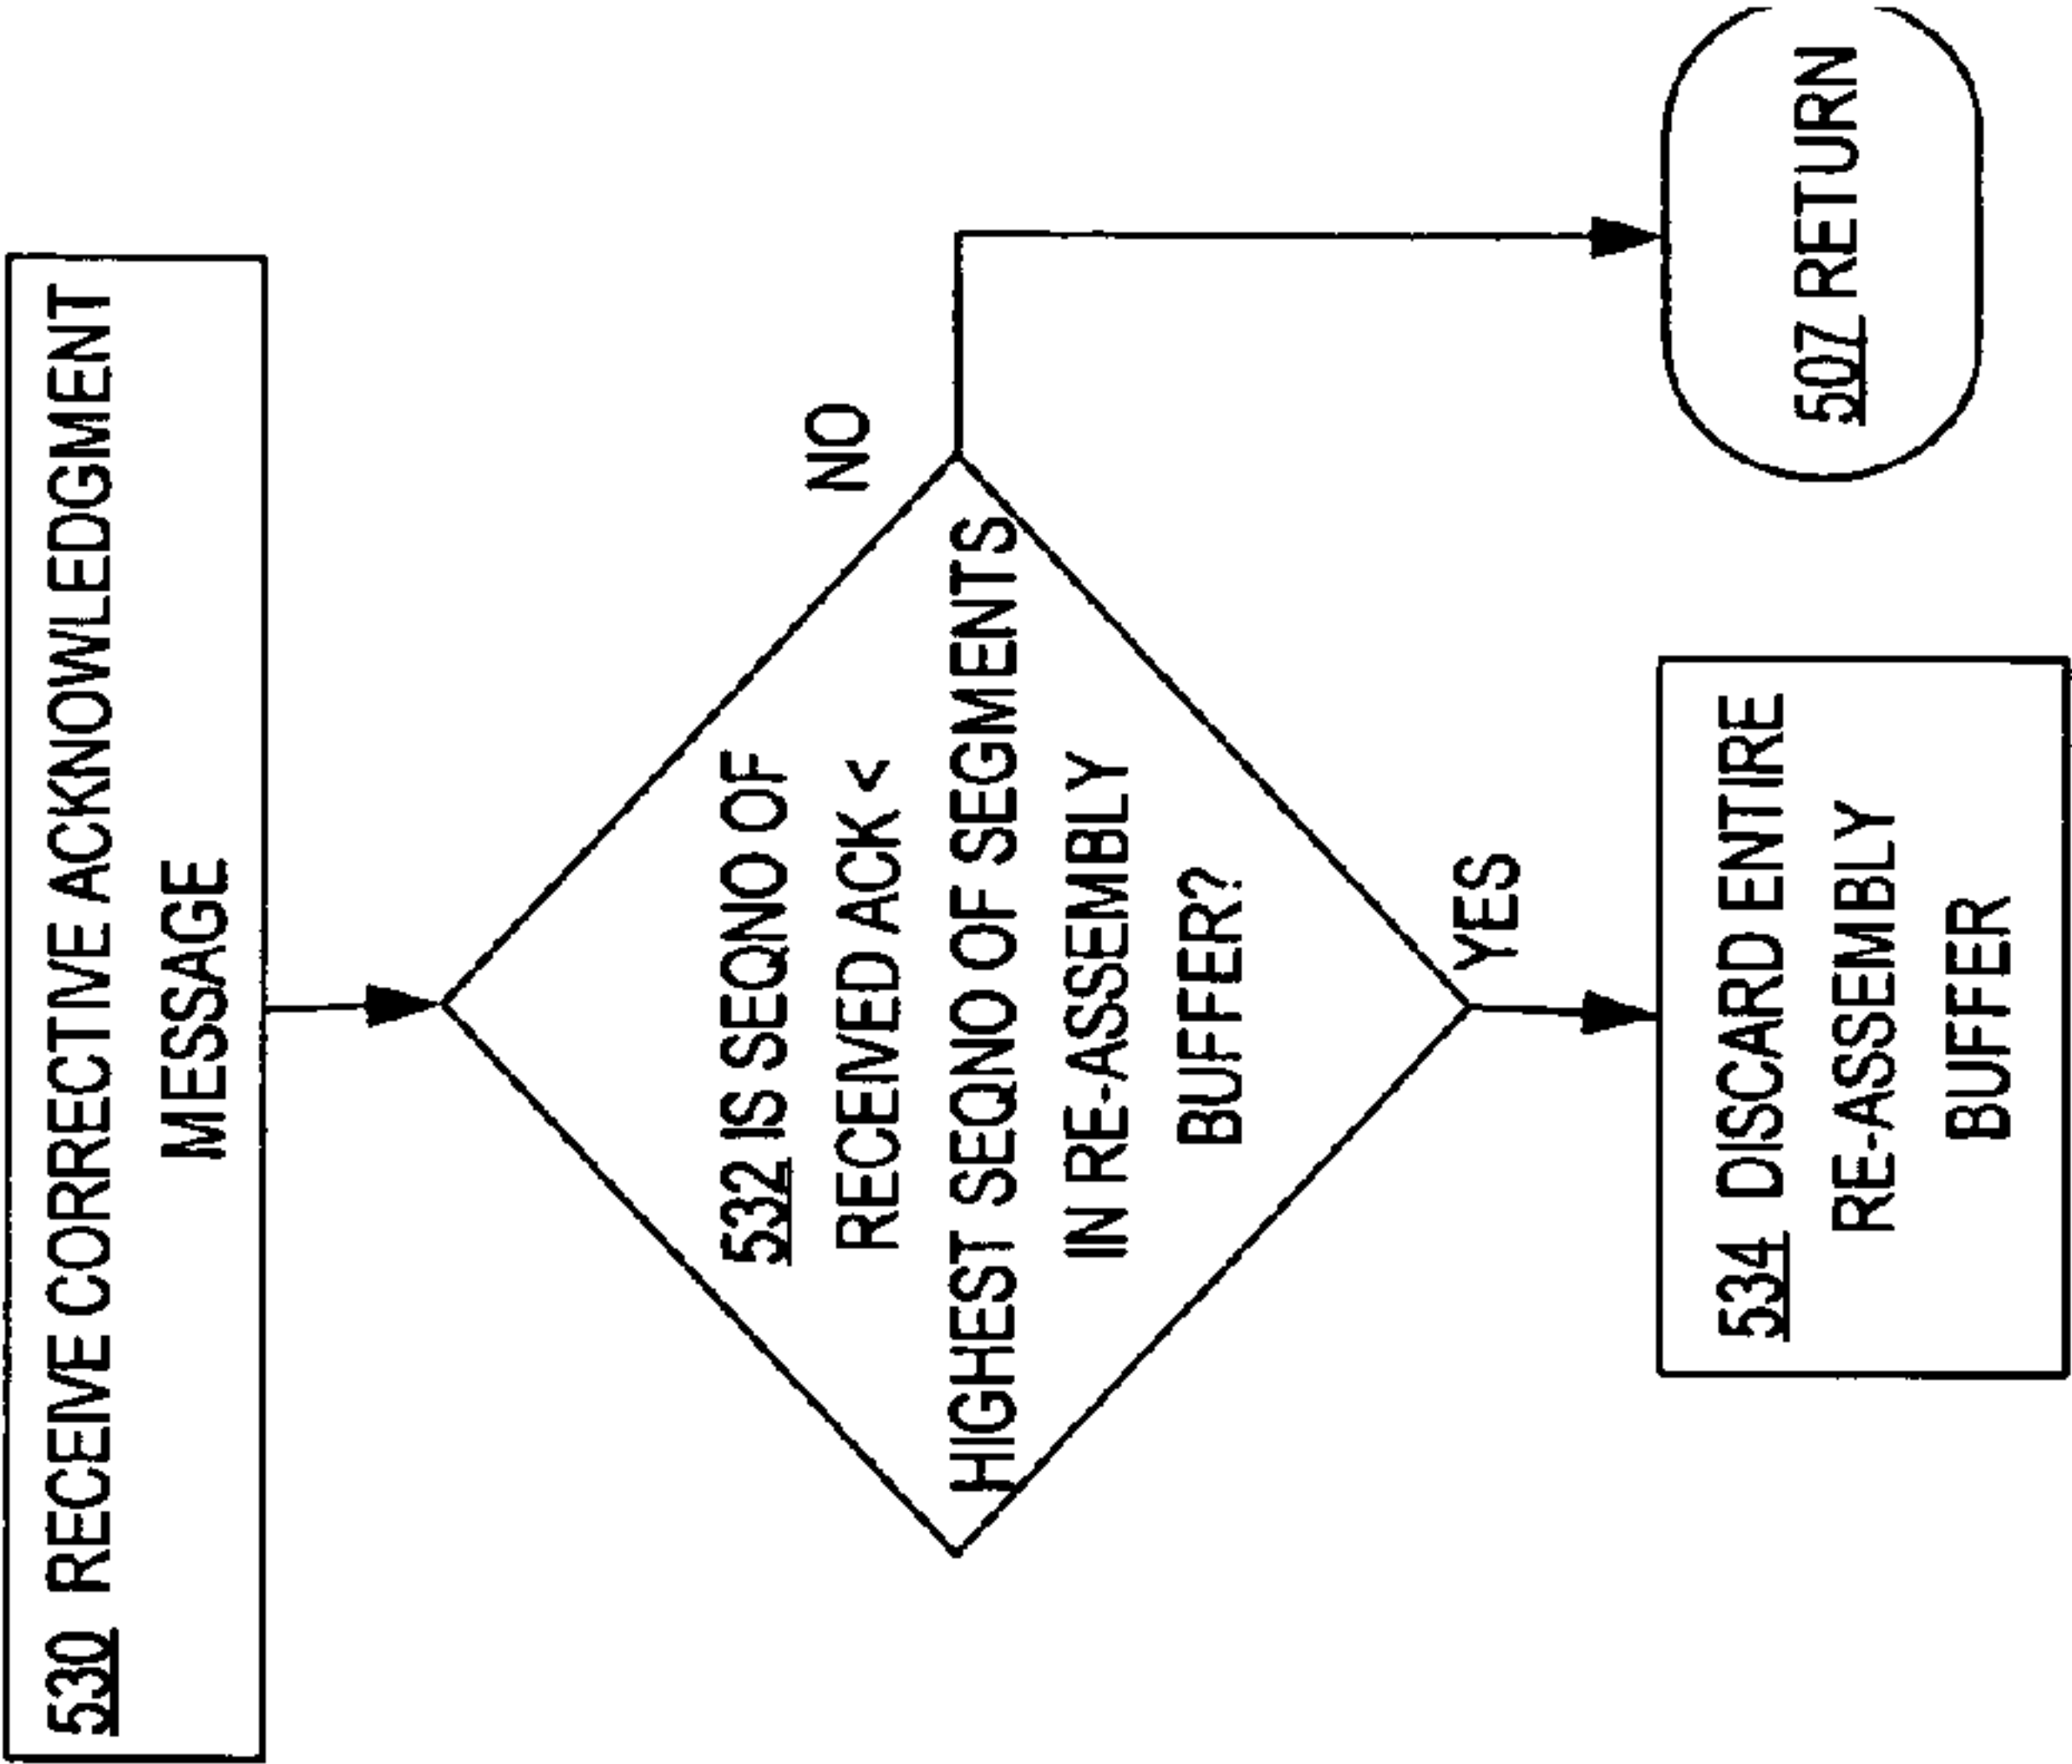 530 RECEIVE CORRECTIVE ACKNOWLEDGMENT
MESSAGE
532 IS SEQNO OF
RECEIVED ACK <
HIGHEST SEQNO OF SEGMENTS
IN RE-ASSEMBLY
BUFFER?
NO
YES
534 DISCARD ENTIRE
RE-ASSEMBLY
BUFFER
507 RETURN